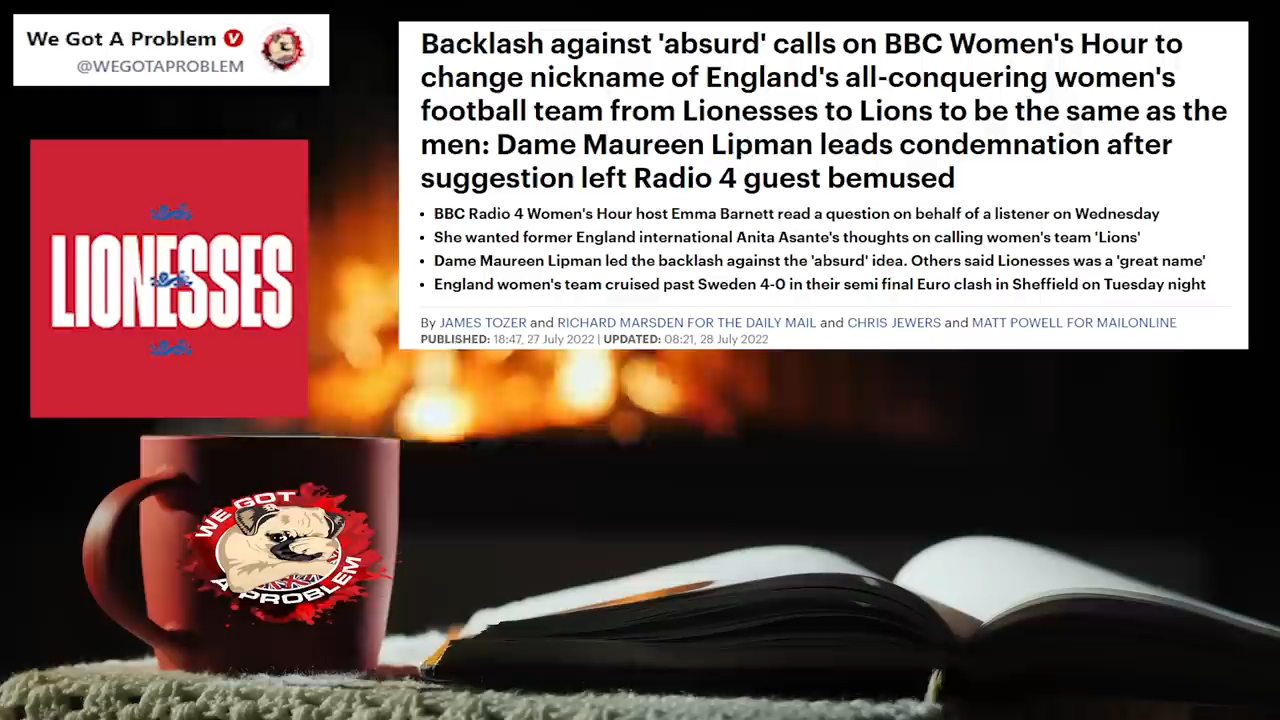 We Got A Problem
@WEGOTAPROBLEM
Backlash against 'absurd' calls on BBC Women's Hour to
change nickname of England's all-conquering women's
football team from Lionesses to Lions to be the same as the
men: Dame Maureen Lipman leads condemnation after
suggestion left Radio 4 guest bemused
• BBC Radio 4 Women's Hour host Emma Barnett read a question on behalf of a listener on Wednesday
• She wanted former England international Anita Asante's thoughts on calling women's team 'Lions'
• Dame Maureen Lipman led the backlash against the 'absurd' idea. Others said Lionesses was a 'great name'
• England women's team cruised past Sweden 4-0 in their semi final Euro clash in Sheffield on Tuesday night
By JAMES TOZER and RICHARD MARSDEN FOR THE DAILY MAIL and CHRIS JEWERS and MATT POWELL FOR MAILONLINE
PUBLISHED: 18:47, 27 July 2022 | UPDATED: 08:21, 28 July 2022
LIONESSES
WE GOT
A PROBLEM